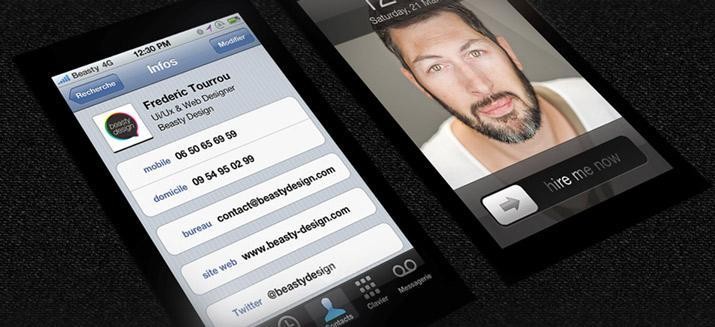 Beasty 4G
12:30 PM
Recherche
Infos
Modifier
beasty
design
Frederic Tourrou
Ui/Ux & Web Designer
Beasty Design
mobile 06 50 65 69 59
domicile 09 54 95 02 99
bureau contact@beastydesign.com
site web www.beasty-design.com
Twitter @beastydesign
Contacts
Clavier
Messagerie
Saturday, 21
hire me now